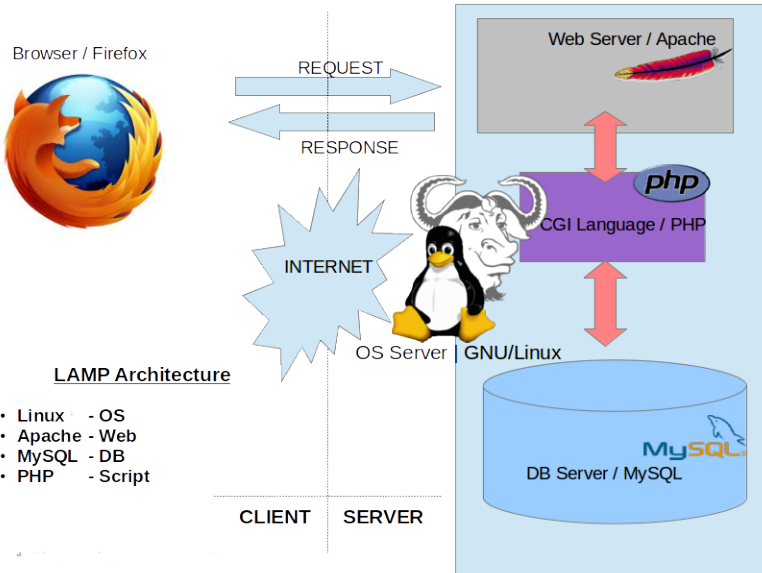 Browser / Firefox
REQUEST
RESPONSE
Web Server / Apache
php
CGI Language / PHP
INTERNET
OS Server | GNU/Linux
MySQL
DB Server / MySQL
LAMP Architecture
• Linux - OS
• Apache - Web
• MySQL - DB
• PHP - Script
CLIENT
SERVER